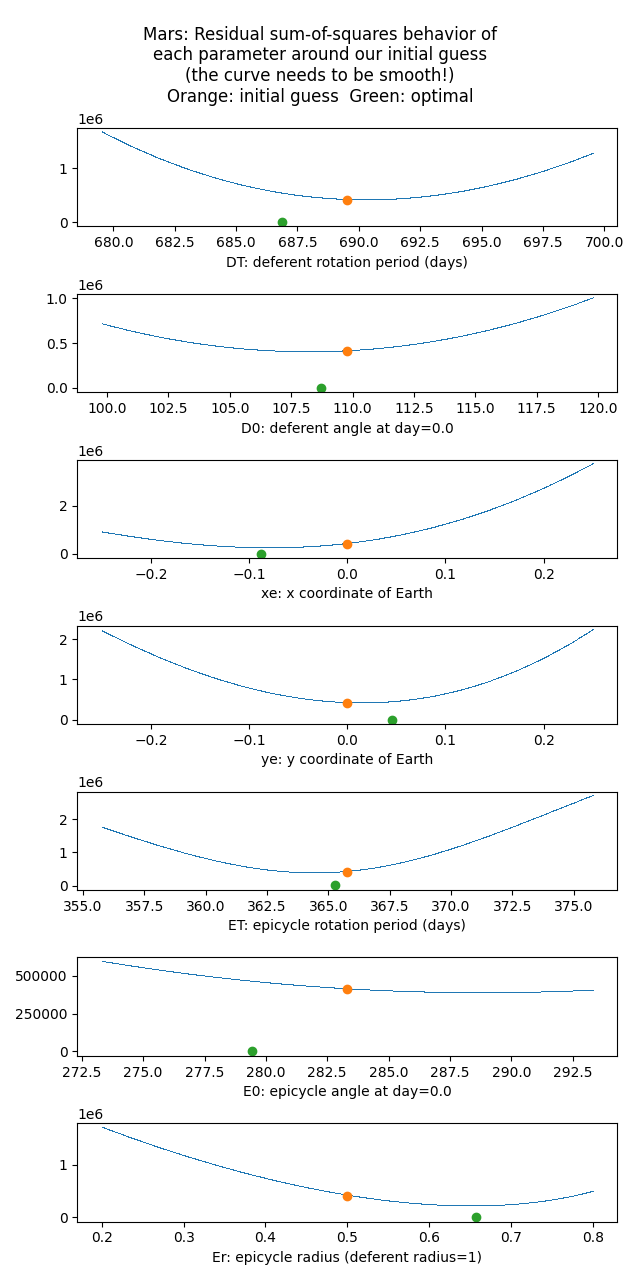 Mars: Residual sum-of-squares behavior of
each parameter around our initial guess
(the curve needs to be smooth!)
Orange: initial guess  Green: optimal
1e6
1
0
680.0 682.5 685.0 687.5 690.0 692.5 695.0 697.5 700.0
DT: deferent rotation period (days)
1e6
1.0
0.5
0.0
100.0 102.5 105.0 107.5 110.0 112.5 115.0 117.5 120.0
D0: deferent angle at day=0.0
1e6
2
0
−0.2 −0.1 0.0 0.1 0.2
xe: x coordinate of Earth
1e6
2
1
0
−0.2 −0.1 0.0 0.1 0.2
ye: y coordinate of Earth
1e6
2
1
0
355.0 357.5 360.0 362.5 365.0 367.5 370.0 372.5 375.0
ET: epicycle rotation period (days)
500000
250000
0
272.5 275.0 277.5 280.0 282.5 285.0 287.5 290.0 292.5
E0: epicycle angle at day=0.0
1e6
1
0
0.2 0.3 0.4 0.5 0.6 0.7 0.8
Er: epicycle radius (deferent radius=1)